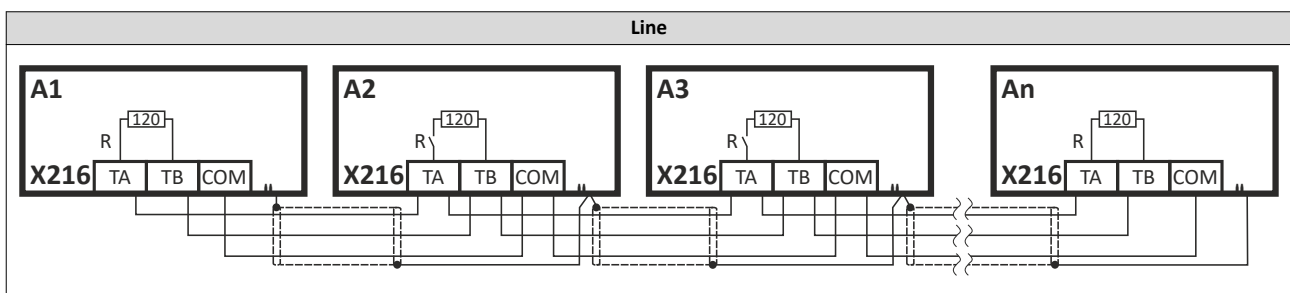 Line
A1 A2 A3 An
120 120 120 120
R R R R
X216 TA TB COM X216 TA TB COM X216 TA TB COM X216 TA TB COM